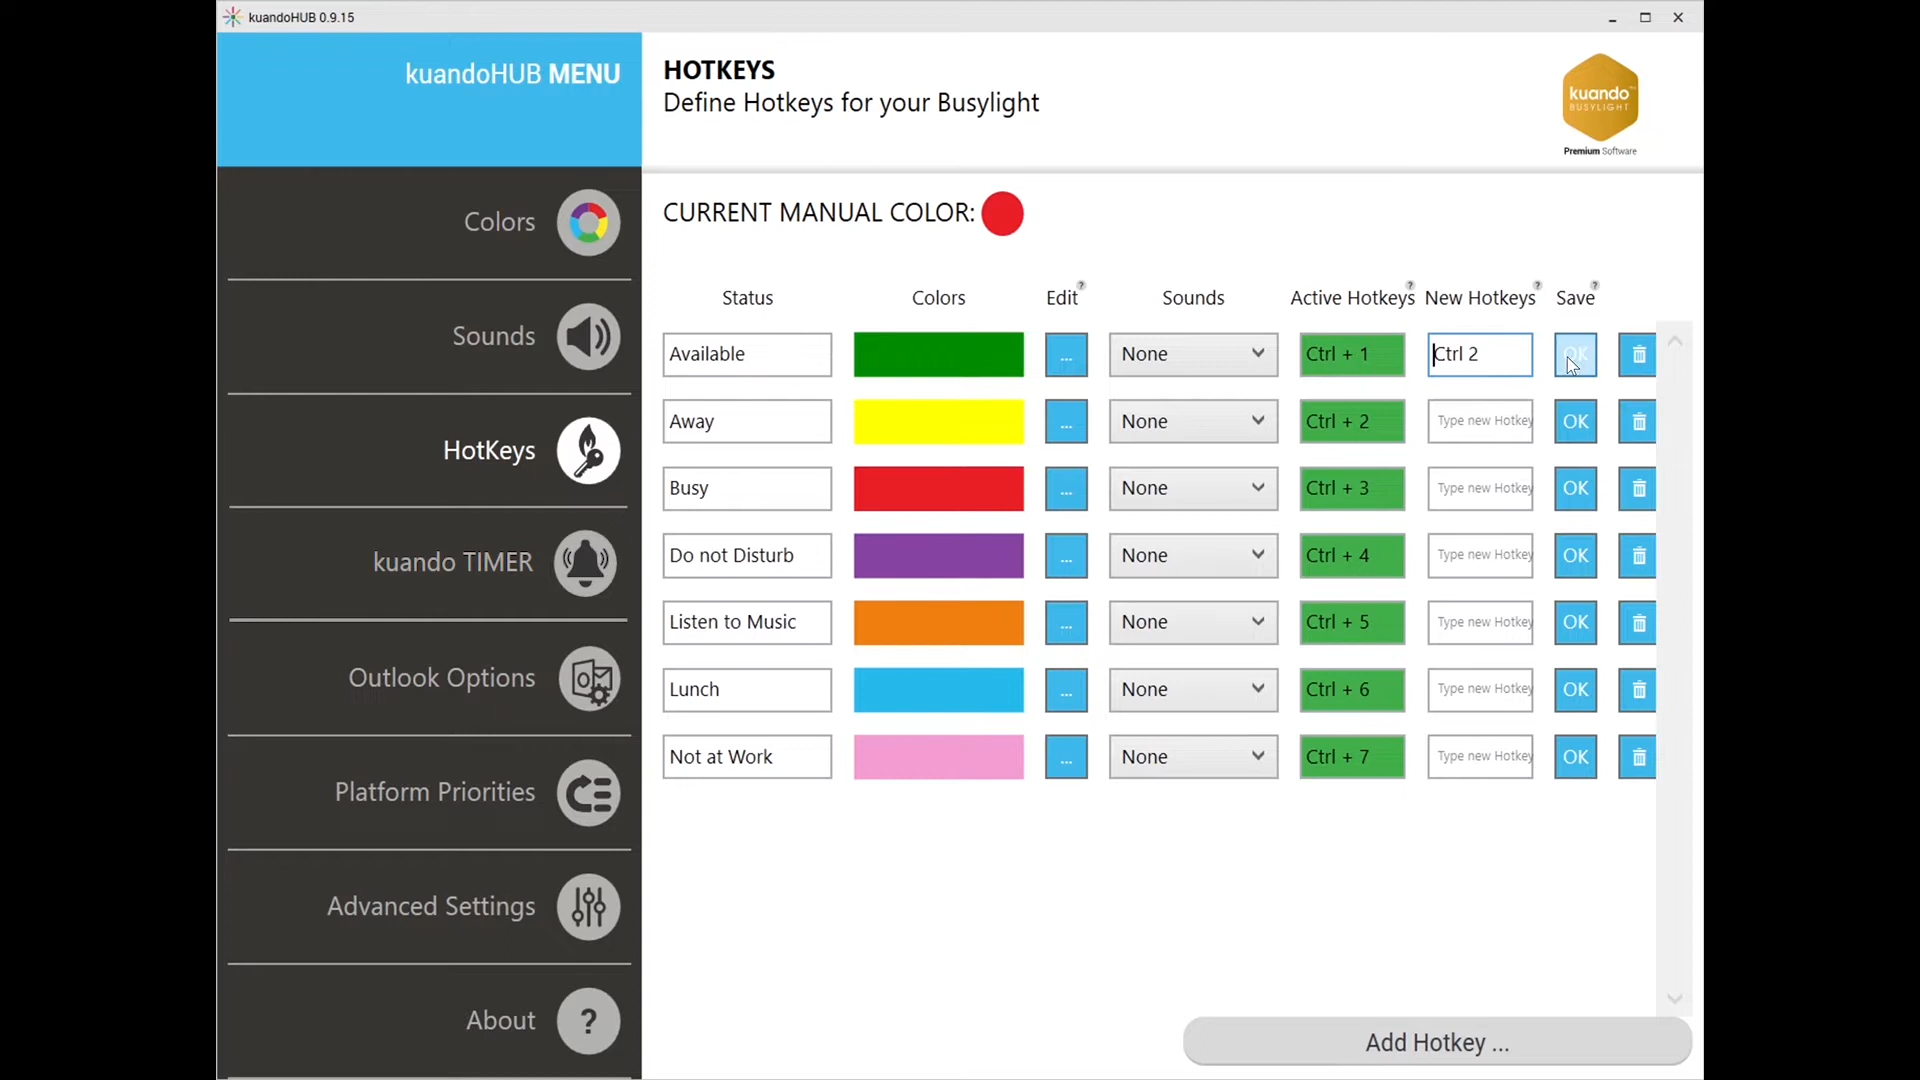 kuandoHUB 0.9.15
kuandoHUB MENU
HOTKEYS
Define Hotkeys for your Busylight
kuando
BUSYLIGHT
Premium Software
Colors
Sounds
HotKeys
kuando TIMER
Outlook Options
Platform Priorities
Advanced Settings
About
?
CURRENT MANUAL COLOR:
Status Colors Edit ? Sounds Active Hotkeys ? New Hotkeys ? Save ?
Available ... None Ctrl + 1 Ctrl 2 OK
Away ... None Ctrl + 2 Type new Hotkey OK
Busy ... None Ctrl + 3 Type new Hotkey OK
Do not Disturb ... None Ctrl + 4 Type new Hotkey OK
Listen to Music ... None Ctrl + 5 Type new Hotkey OK
Lunch ... None Ctrl + 6 Type new Hotkey OK
Not at Work ... None Ctrl + 7 Type new Hotkey OK
Add Hotkey ...